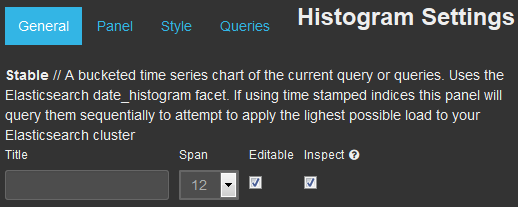 Histogram Settings
General Panel Style Queries
Stable // A bucketed time series chart of the current query or queries. Uses the
Elasticsearch date_histogram facet. If using time stamped indices this panel will
query them sequentially to attempt to apply the lighest possible load to your
Elasticsearch cluster
Title Span Editable Inspect
12